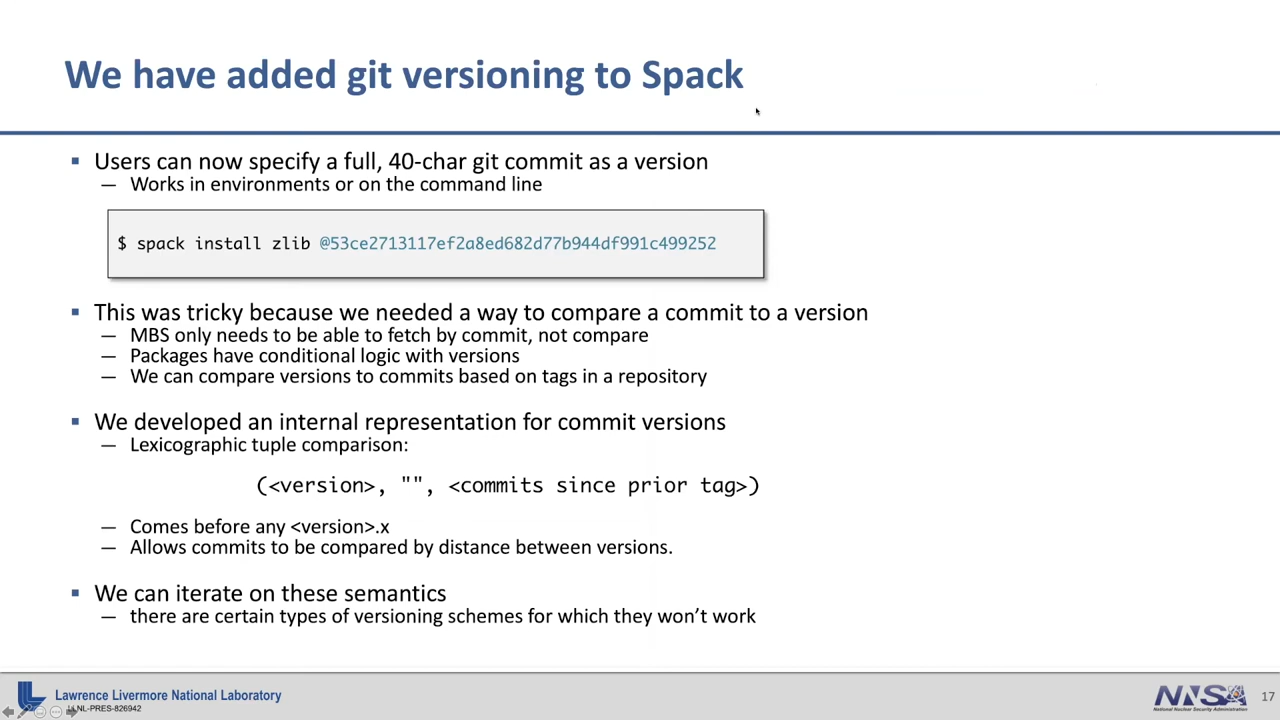 We have added git versioning to Spack
▪ Users can now specify a full, 40-char git commit as a version
— Works in environments or on the command line
$ spack install zlib @53ce2713117ef2a8ed682d77b944df991c499252
▪ This was tricky because we needed a way to compare a commit to a version
— MBS only needs to be able to fetch by commit, not compare
— Packages have conditional logic with versions
— We can compare versions to commits based on tags in a repository
▪ We developed an internal representation for commit versions
— Lexicographic tuple comparison:
(<version>, "", <commits since prior tag>)
— Comes before any <version>.x
— Allows commits to be compared by distance between versions.
▪ We can iterate on these semantics
— there are certain types of versioning schemes for which they won't work
Lawrence Livermore National Laboratory
LLNL-PRES-826942
NNSA
National Nuclear Security Administration
17